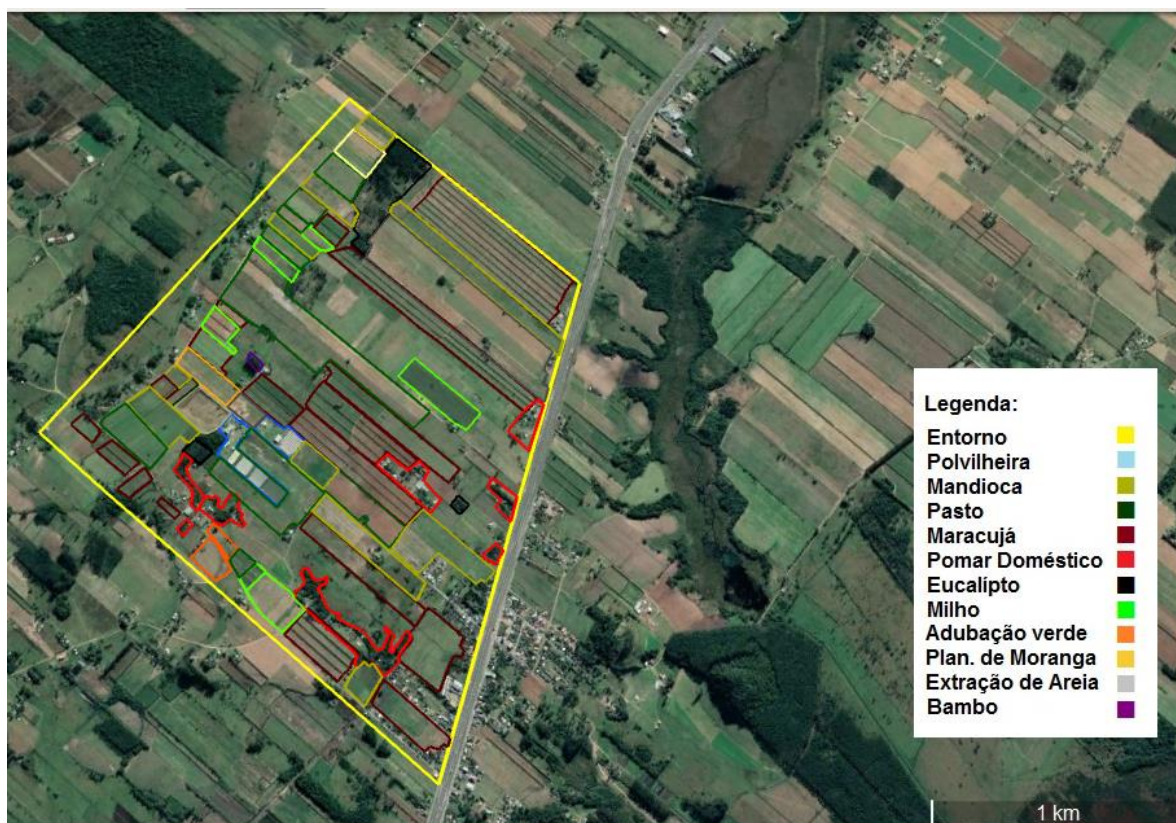 Legenda:
Entorno
Polvilheira
Mandioca
Pasto
Maracujá
Pomar Doméstico
Eucalípto
Milho
Adubação verde
Plan. de Moranga
Extração de Areia
Bambo
1 km